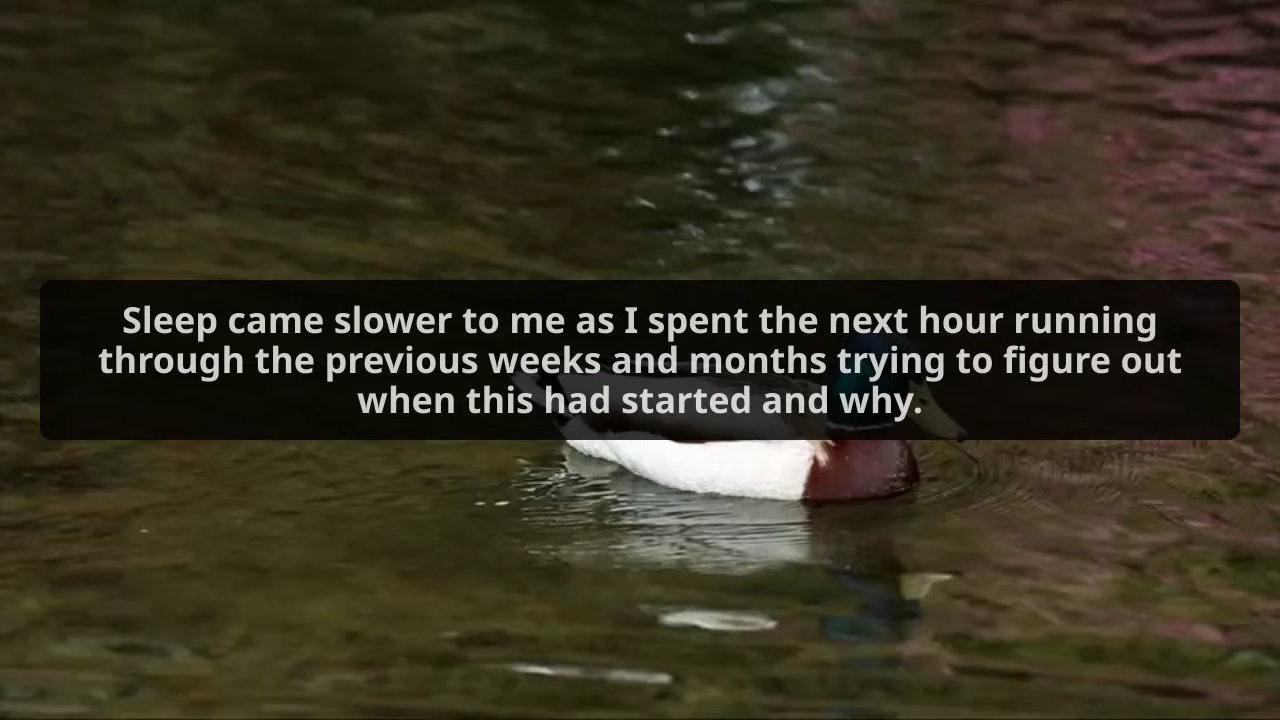 Sleep came slower to me as I spent the next hour running
through the previous weeks and months trying to figure out
when this had started and why.